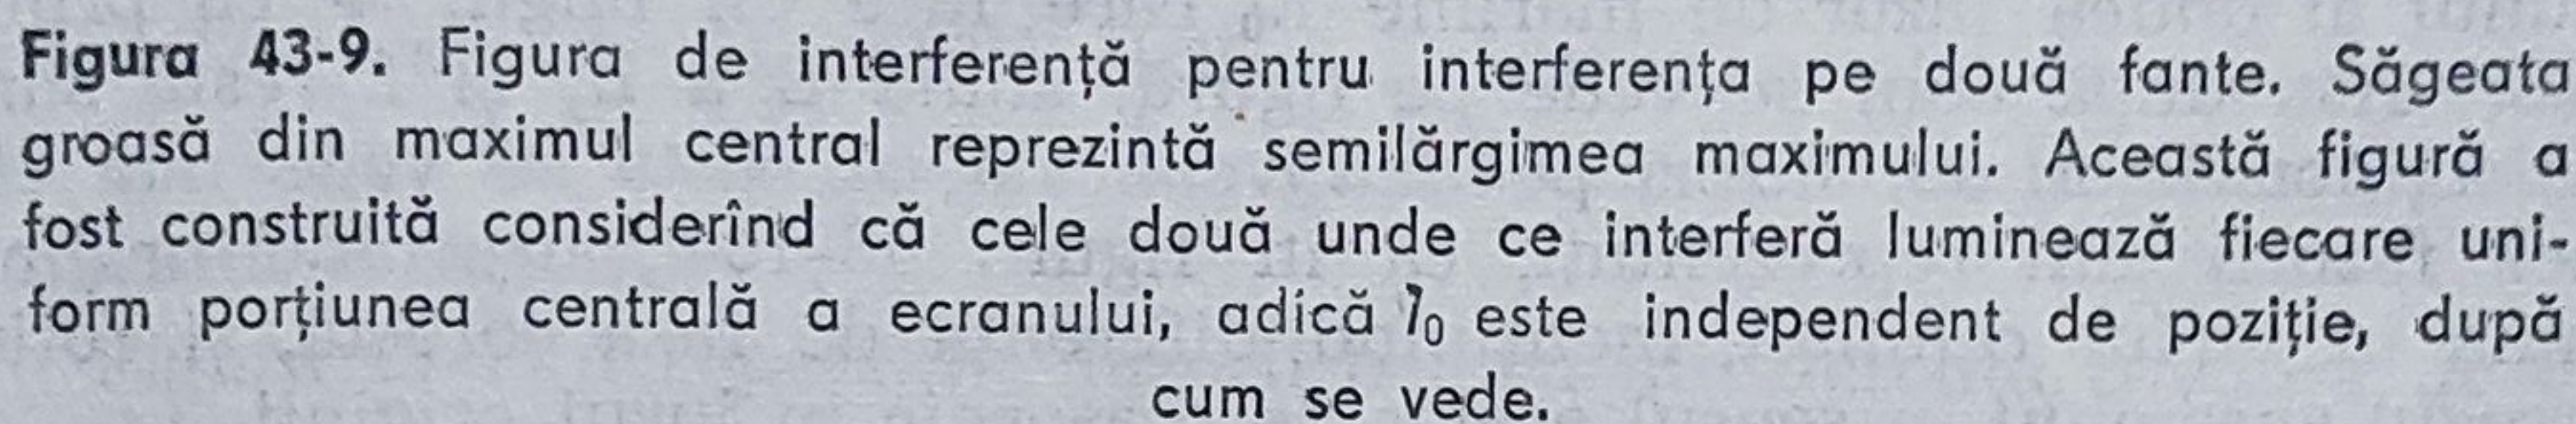 Figura 43-9. Figura de interferență pentru interferența pe două fante. Săgeata
groasă din maximul central reprezintă semilărgimea maximului. Această figură a
fost construită considerînd că cele două unde ce interferă luminează fiecare uni-
form porțiunea centrală a ecranului, adică I₀ este independent de poziție, după
cum se vede.